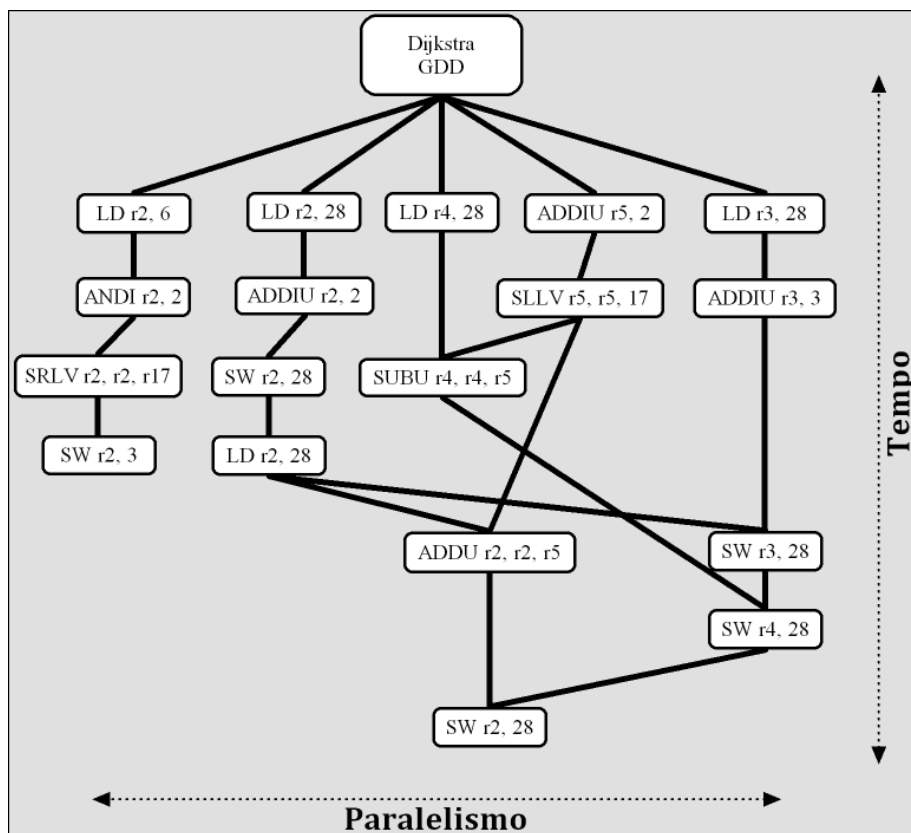 Dijkstra
GDD
LD r2, 6
LD r2, 28
LD r4, 28
ADDIU r5, 2
LD r3, 28
ANDI r2, 2
ADDIU r2, 2
SLLV r5, r5, 17
ADDIU r3, 3
SRLV r2, r2, r17
SW r2, 28
SUBU r4, r4, r5
SW r2, 3
LD r2, 28
ADDU r2, r2, r5
SW r3, 28
SW r4, 28
SW r2, 28
Tempo
Paralelismo